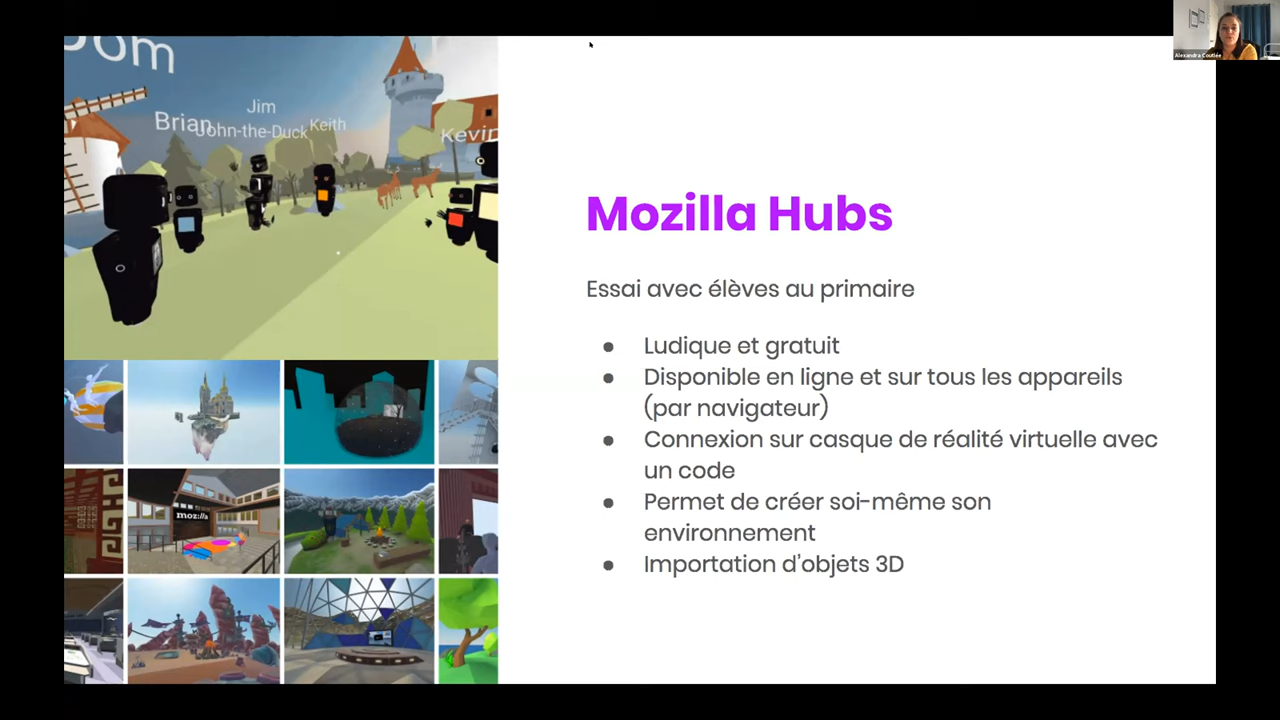 Jim
Brian
John-the-Duck
Keith
Kevin
moz://a
Alexandra Coutlée
Mozilla Hubs
Essai avec élèves au primaire
● Ludique et gratuit
● Disponible en ligne et sur tous les appareils
(par navigateur)
● Connexion sur casque de réalité virtuelle avec
un code
● Permet de créer soi-même son
environnement
● Importation d'objets 3D